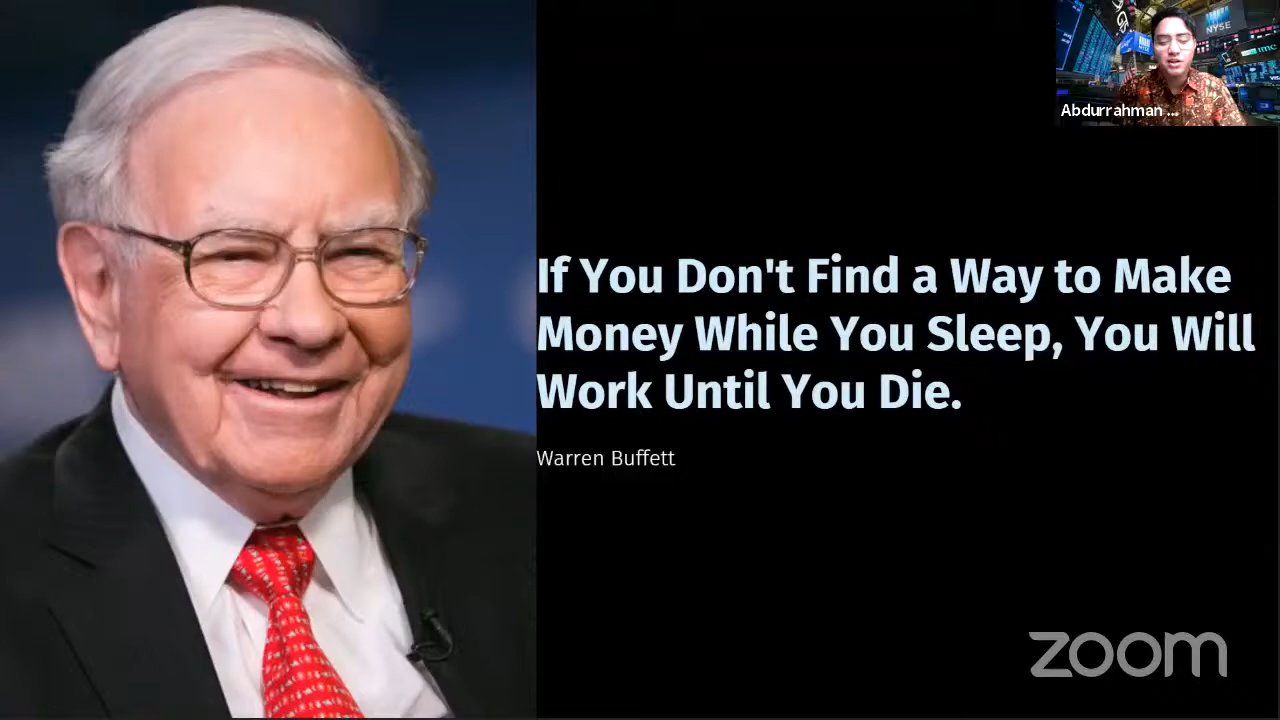 NYSE
Abdurrahman ...
If You Don't Find a Way to Make
Money While You Sleep, You Will
Work Until You Die.
Warren Buffett
zoom